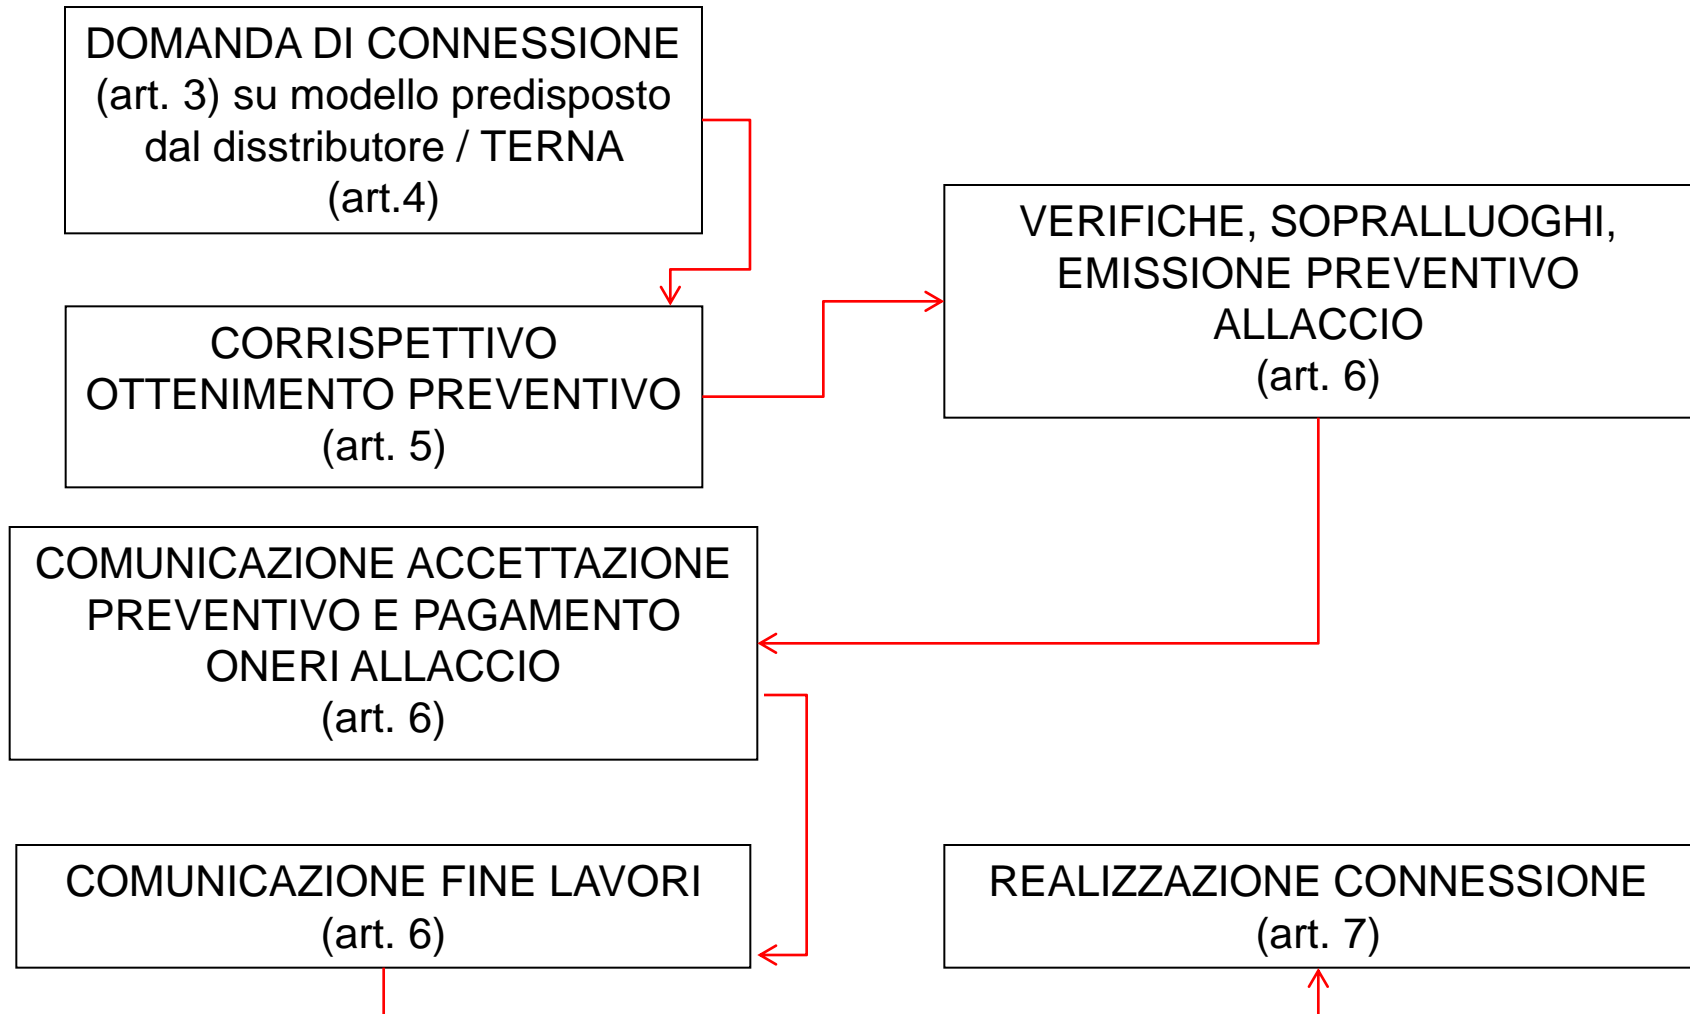 DOMANDA DI CONNESSIONE
(art. 3) su modello predisposto
dal disstributore / TERNA
(art.4)
CORRISPETTIVO
OTTENIMENTO PREVENTIVO
(art. 5)
VERIFICHE, SOPRALLUOGHI,
EMISSIONE PREVENTIVO
ALLACCIO
(art. 6)
COMUNICAZIONE ACCETTAZIONE
PREVENTIVO E PAGAMENTO
ONERI ALLACCIO
(art. 6)
COMUNICAZIONE FINE LAVORI
(art. 6)
REALIZZAZIONE CONNESSIONE
(art. 7)